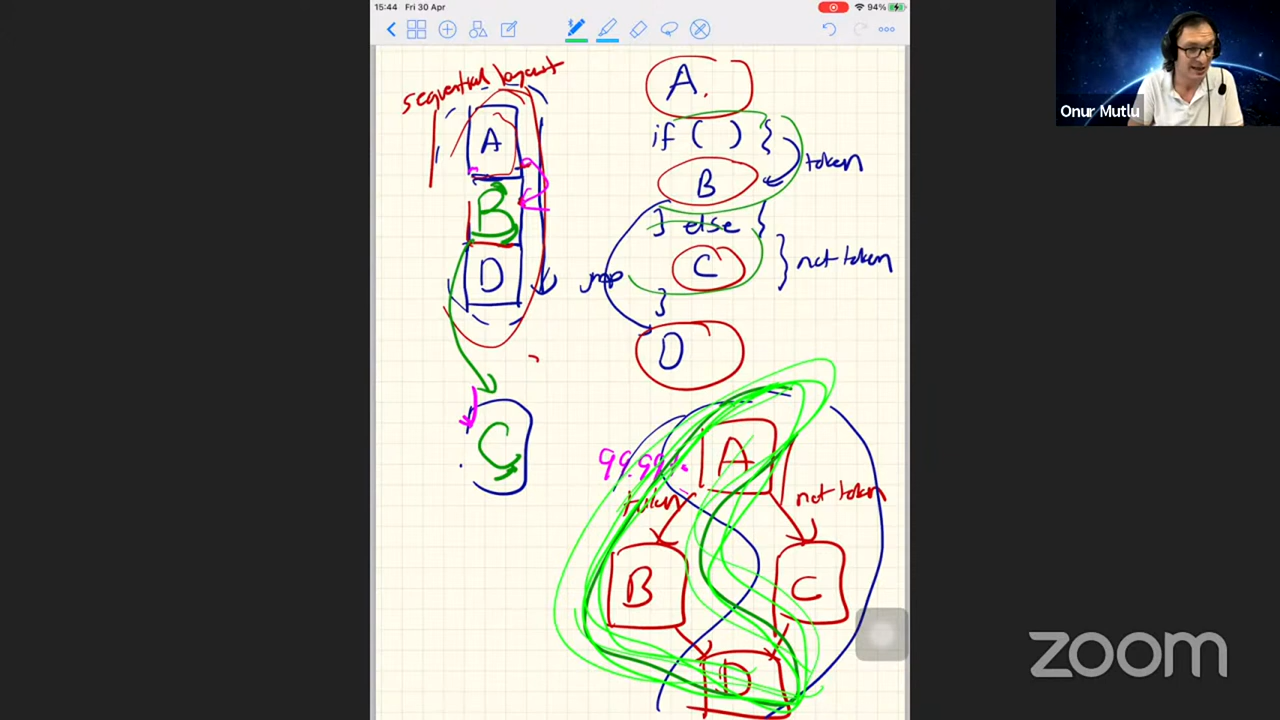 15:44 Fri 30 Apr
94%
Onur Mutlu
sequential layout
A
B
D
C
A.
if ( ) {
taken
B
} else {
C
not taken
jmp
}
D
99.99%
A
taken
not taken
B
C
D
zoom